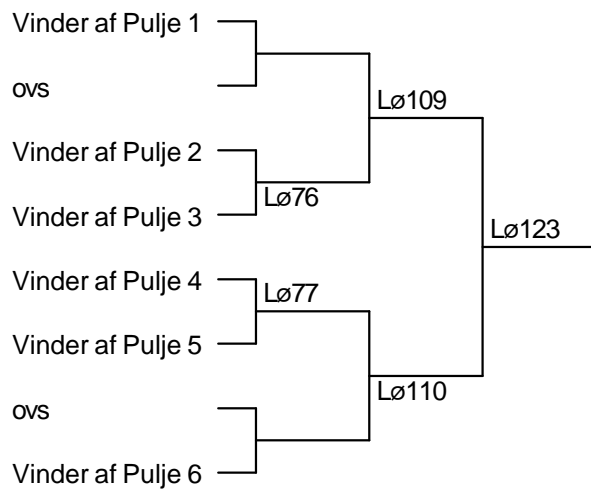 Vinder af Pulje 1
ovs
Lø109
Vinder af Pulje 2
Lø76
Vinder af Pulje 3
Lø123
Vinder af Pulje 4
Lø77
Vinder af Pulje 5
Lø110
ovs
Vinder af Pulje 6